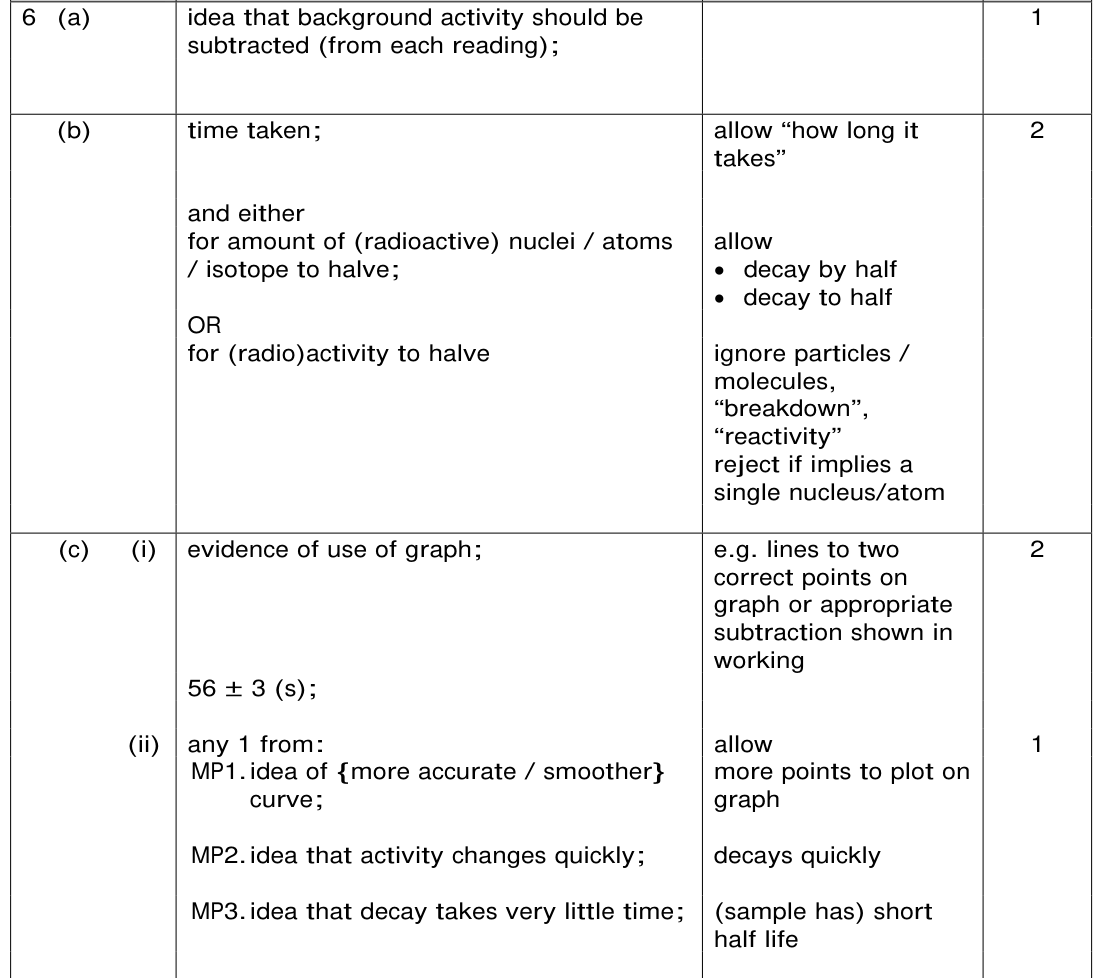 6 (a) idea that background activity should be 1
subtracted (from each reading);
(b) time taken; allow “how long it 2
takes”
and either
for amount of (radioactive) nuclei / atoms allow
/ isotope to halve; • decay by half
• decay to half
OR
for (radio)activity to halve ignore particles /
molecules,
“breakdown”,
“reactivity”
reject if implies a
single nucleus/atom
(c) (i) evidence of use of graph; e.g. lines to two 2
correct points on
graph or appropriate
subtraction shown in
working
56 ± 3 (s);
(ii) any 1 from: allow 1
MP1. idea of {more accurate / smoother} more points to plot on
curve; graph
MP2. idea that activity changes quickly; decays quickly
MP3. idea that decay takes very little time; (sample has) short
half life